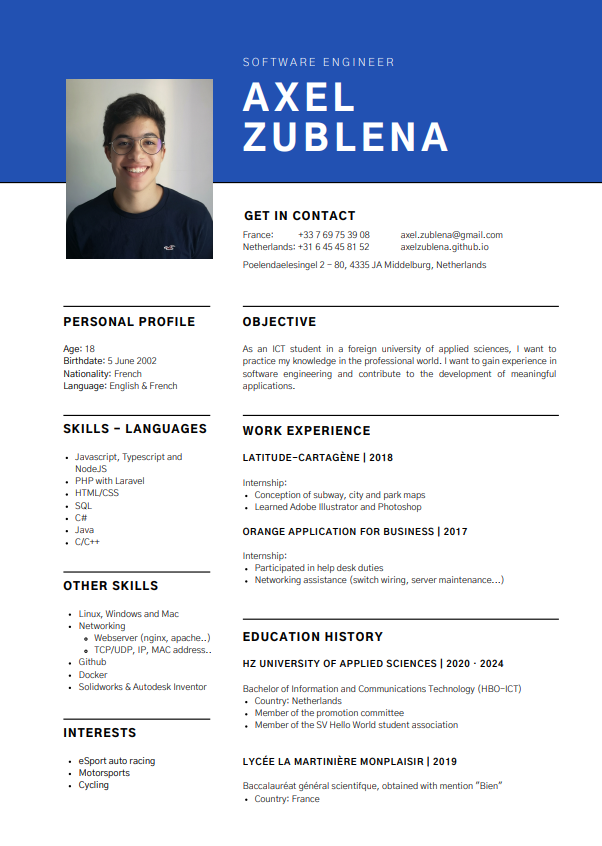 SOFTWARE ENGINEER
AXEL
ZUBLENA
GET IN CONTACT
France: +33 7 69 75 39 08 axel.zublena@gmail.com
Netherlands: +31 6 45 45 81 52 axelzublena.github.io
Poelendaelesingel 2 - 80, 4335 JA Middelburg, Netherlands
PERSONAL PROFILE
Age: 18
Birthdate: 5 June 2002
Nationality: French
Language: English & French
SKILLS - LANGUAGES
• Javascript, Typescript and
NodeJS
• PHP with Laravel
• HTML/CSS
• SQL
• C#
• Java
• C/C++
OTHER SKILLS
• Linux, Windows and Mac
• Networking
• Webserver (nginx, apache..)
• TCP/UDP, IP, MAC address..
• Github
• Docker
• Solidworks & Autodesk Inventor
INTERESTS
• eSport auto racing
• Motorsports
• Cycling
OBJECTIVE
As an ICT student in a foreign university of applied sciences, I want to
practice my knowledge in the professional world. I want to gain experience in
software engineering and contribute to the development of meaningful
applications.
WORK EXPERIENCE
LATITUDE-CARTAGÈNE | 2018
Internship:
• Conception of subway, city and park maps
• Learned Adobe Illustrator and Photoshop
ORANGE APPLICATION FOR BUSINESS | 2017
Internship:
• Participated in help desk duties
• Networking assistance (switch wiring, server maintenance...)
EDUCATION HISTORY
HZ UNIVERSITY OF APPLIED SCIENCES | 2020 · 2024
Bachelor of Information and Communications Technology (HBO-ICT)
• Country: Netherlands
• Member of the promotion committee
• Member of the SV Hello World student association
LYCÉE LA MARTINIÈRE MONPLAISIR | 2019
Baccalauréat général scientifque, obtained with mention "Bien"
• Country: France